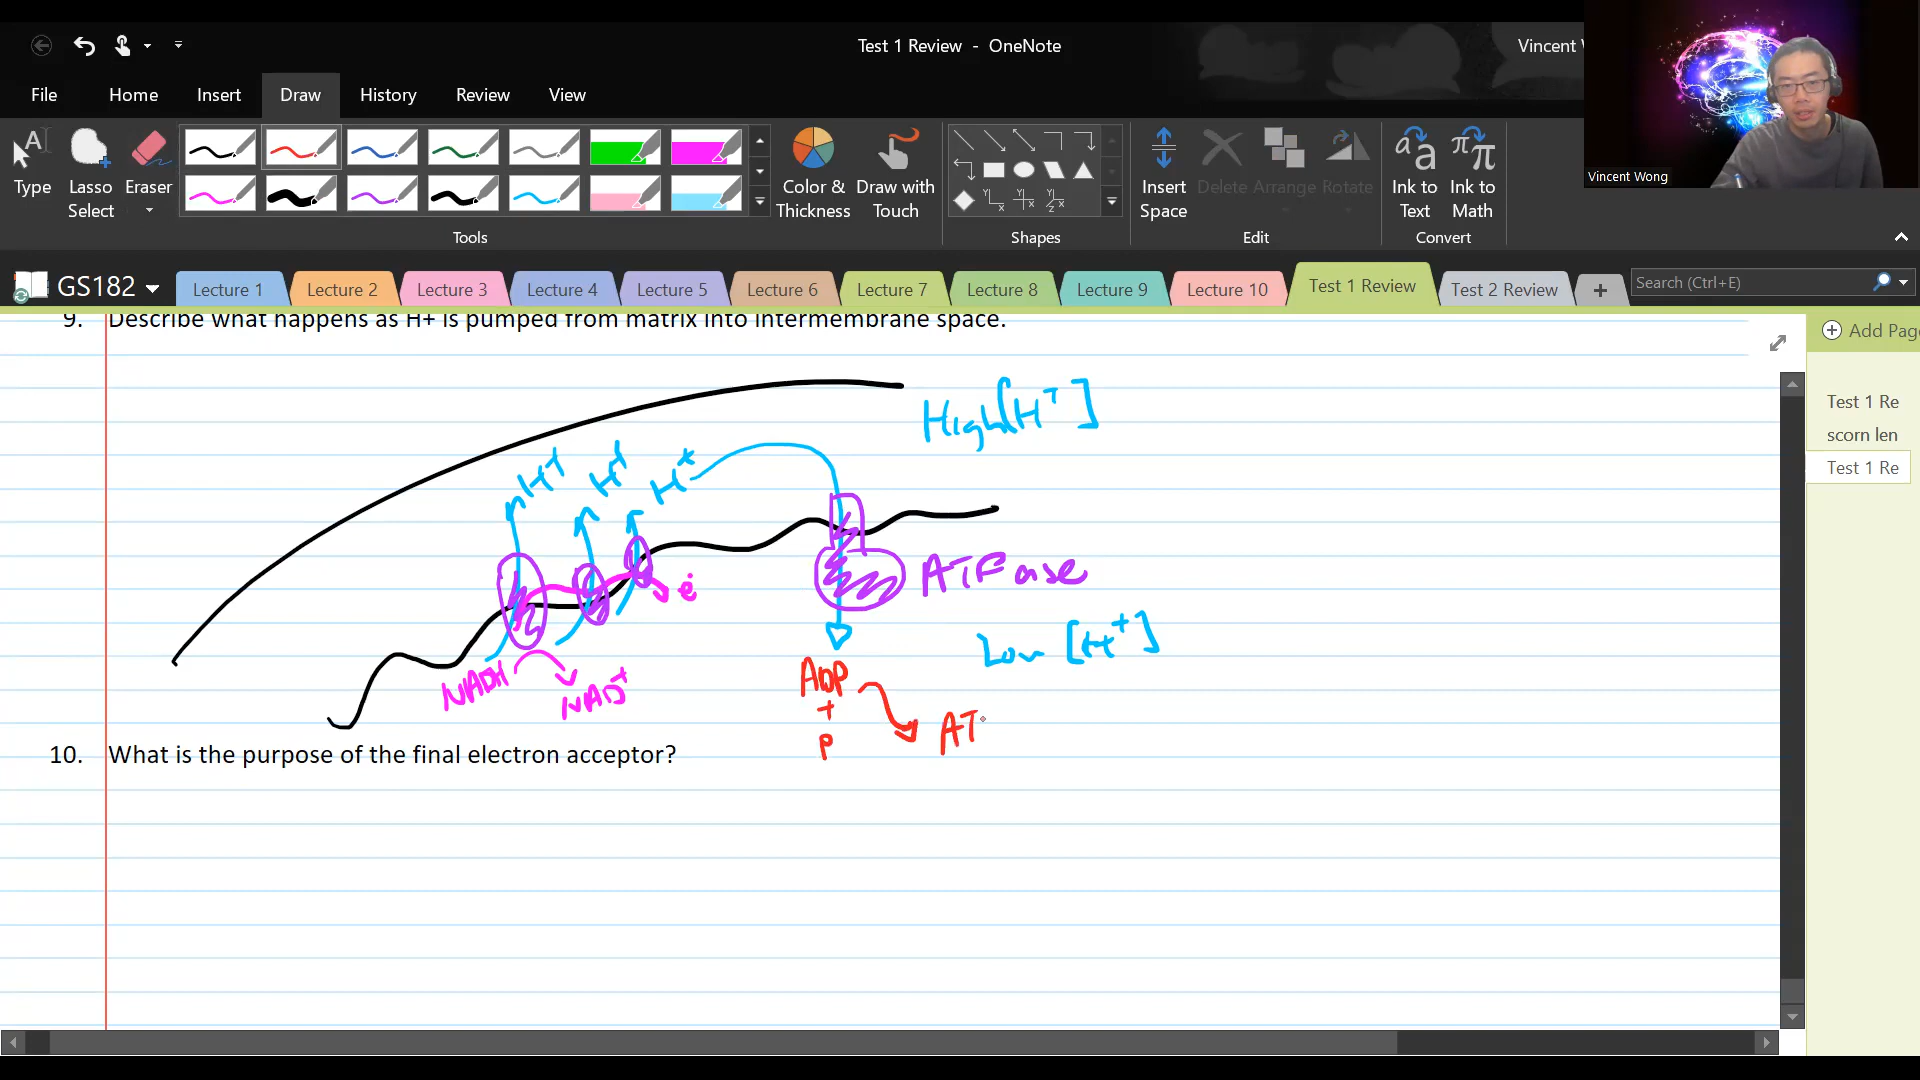 Test 1 Review - OneNote
Vincent W
File Home Insert Draw History Review View
Type
Lasso Select
Eraser
Color & Thickness
Draw with Touch
Insert Space
Delete
Arrange
Rotate
Ink to Text
Ink to Math
Tools
Shapes
Edit
Convert
Vincent Wong
GS182
Lecture 1
Lecture 2
Lecture 3
Lecture 4
Lecture 5
Lecture 6
Lecture 7
Lecture 8
Lecture 9
Lecture 10
Test 1 Review
Test 2 Review
Search (Ctrl+E)
Add Pag
Test 1 Re
scorn len
Test 1 Re
9. Describe what happens as H+ is pumped from matrix into intermembrane space.
High [H+]
H+ H+ H+
ATPase
e
Low [H+]
NADH
NAD+
ADP
+
P
AT
10. What is the purpose of the final electron acceptor?